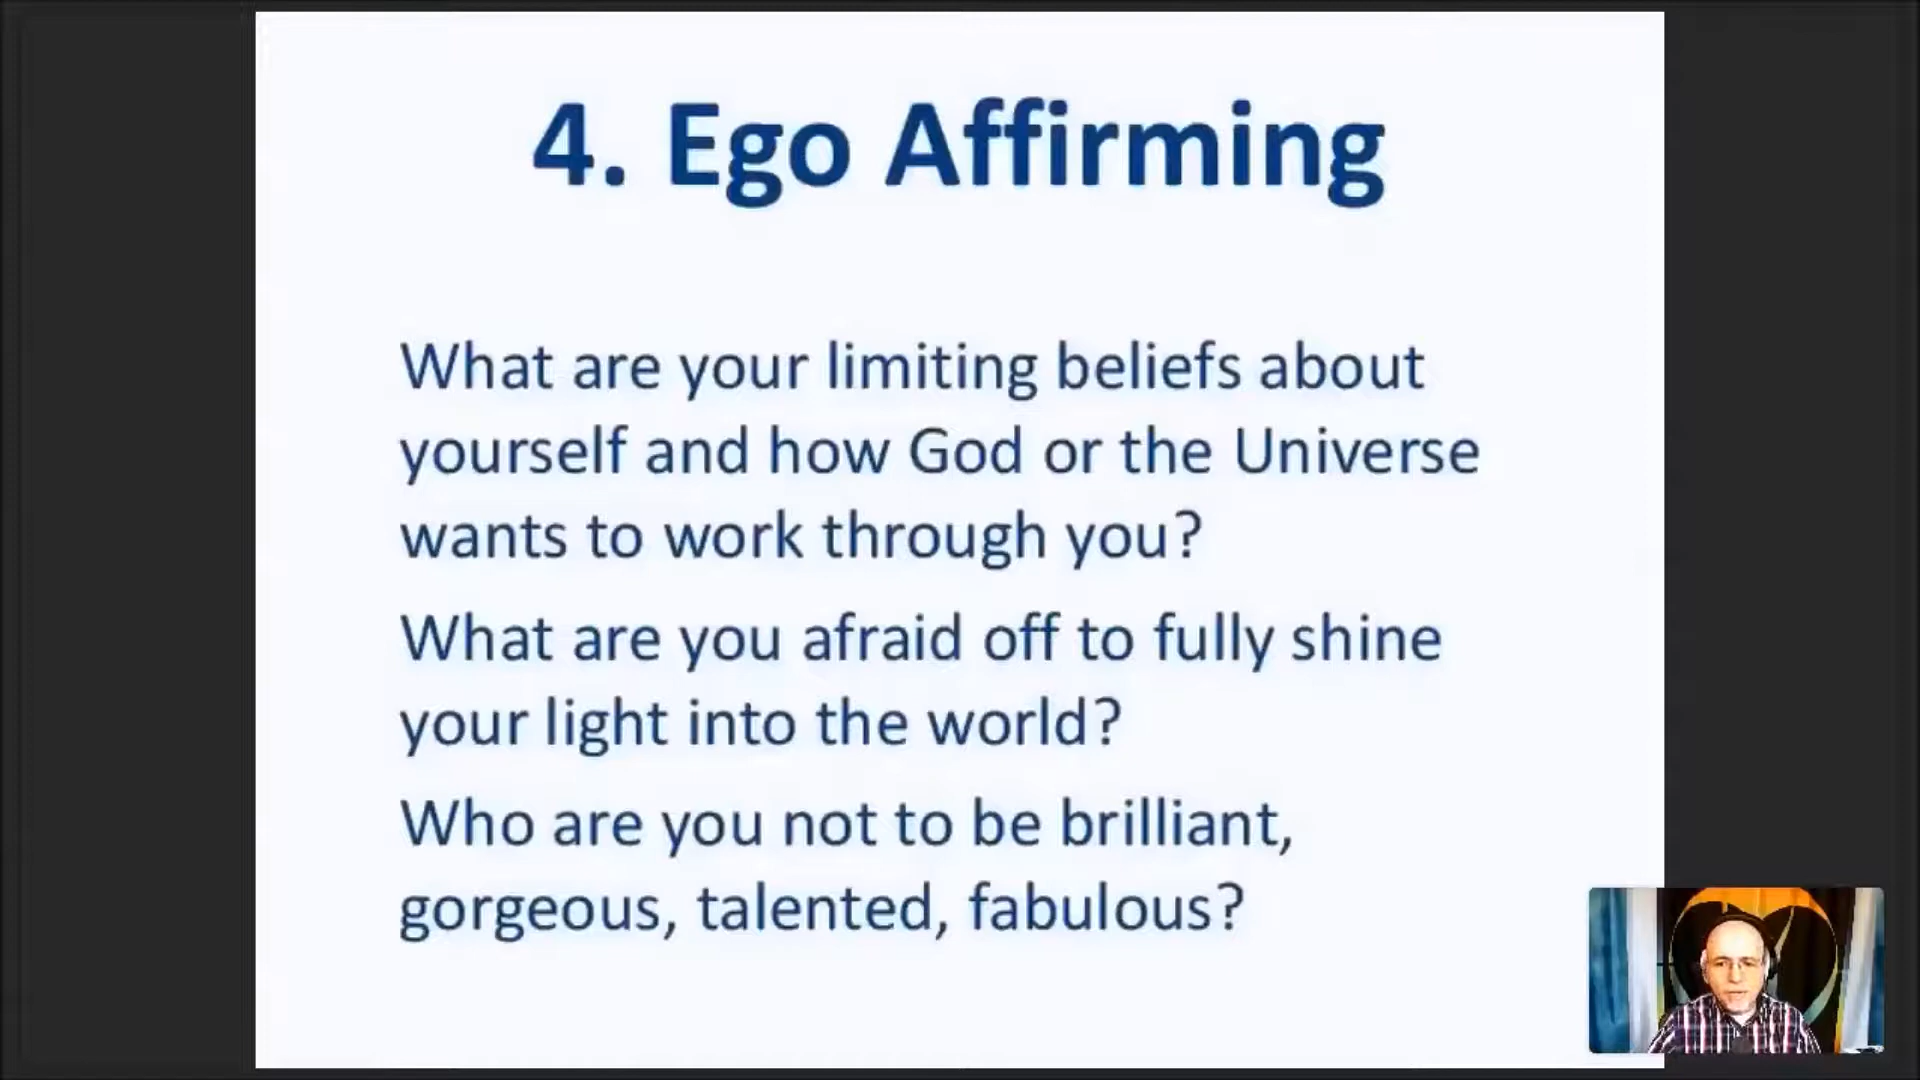 4. Ego Affirming
What are your limiting beliefs about
yourself and how God or the Universe
wants to work through you?
What are you afraid off to fully shine
your light into the world?
Who are you not to be brilliant,
gorgeous, talented, fabulous?